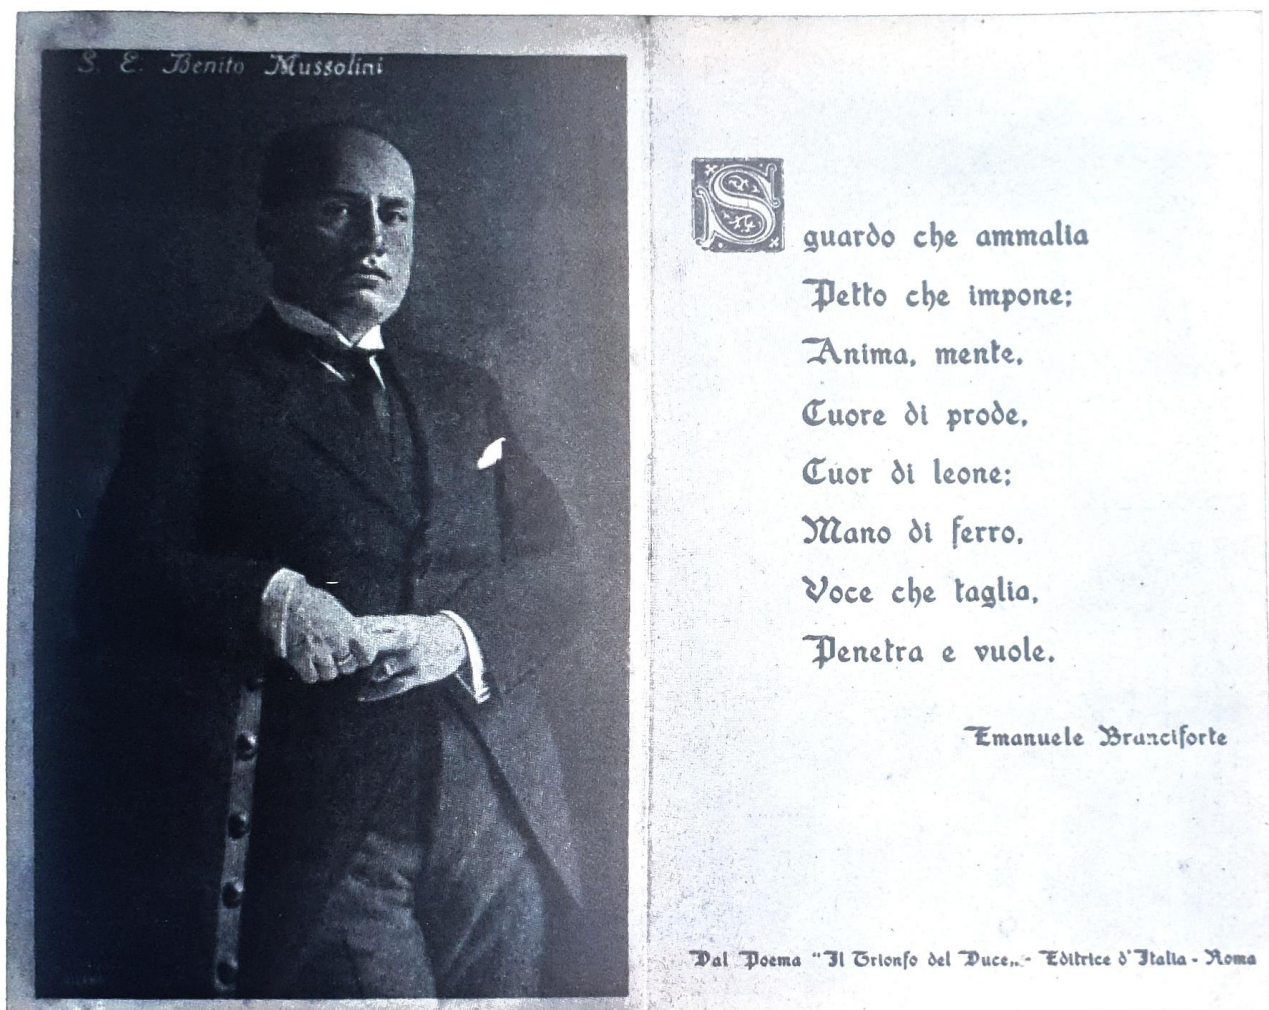 S. E. Benito Mussolini
Sguardo che ammalia
Petto che impone;
Anima, mente,
Cuore di prode,
Cuor di leone;
Mano di ferro,
Voce che taglia,
Penetra e vuole.
Emanuele Branciforte
Dal Poema "Il Trionfo del Duce„ - Editrice d'Italia - Roma